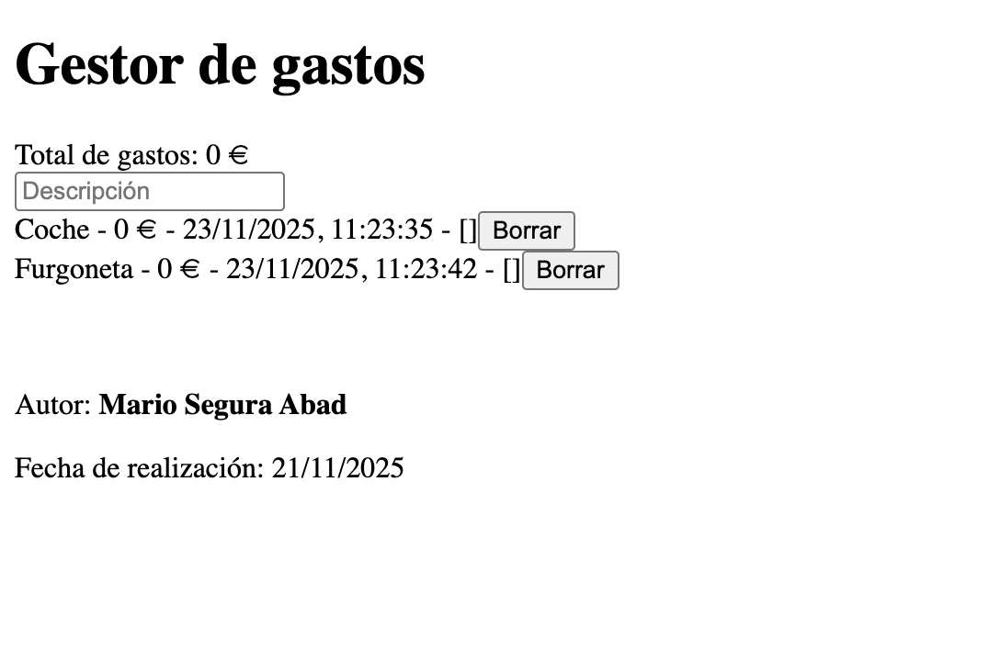 Gestor de gastos
Total de gastos: 0 €
Descripción
Coche - 0 € - 23/11/2025, 11:23:35 - [] Borrar
Furgoneta - 0 € - 23/11/2025, 11:23:42 - [] Borrar
Autor: Mario Segura Abad
Fecha de realización: 21/11/2025